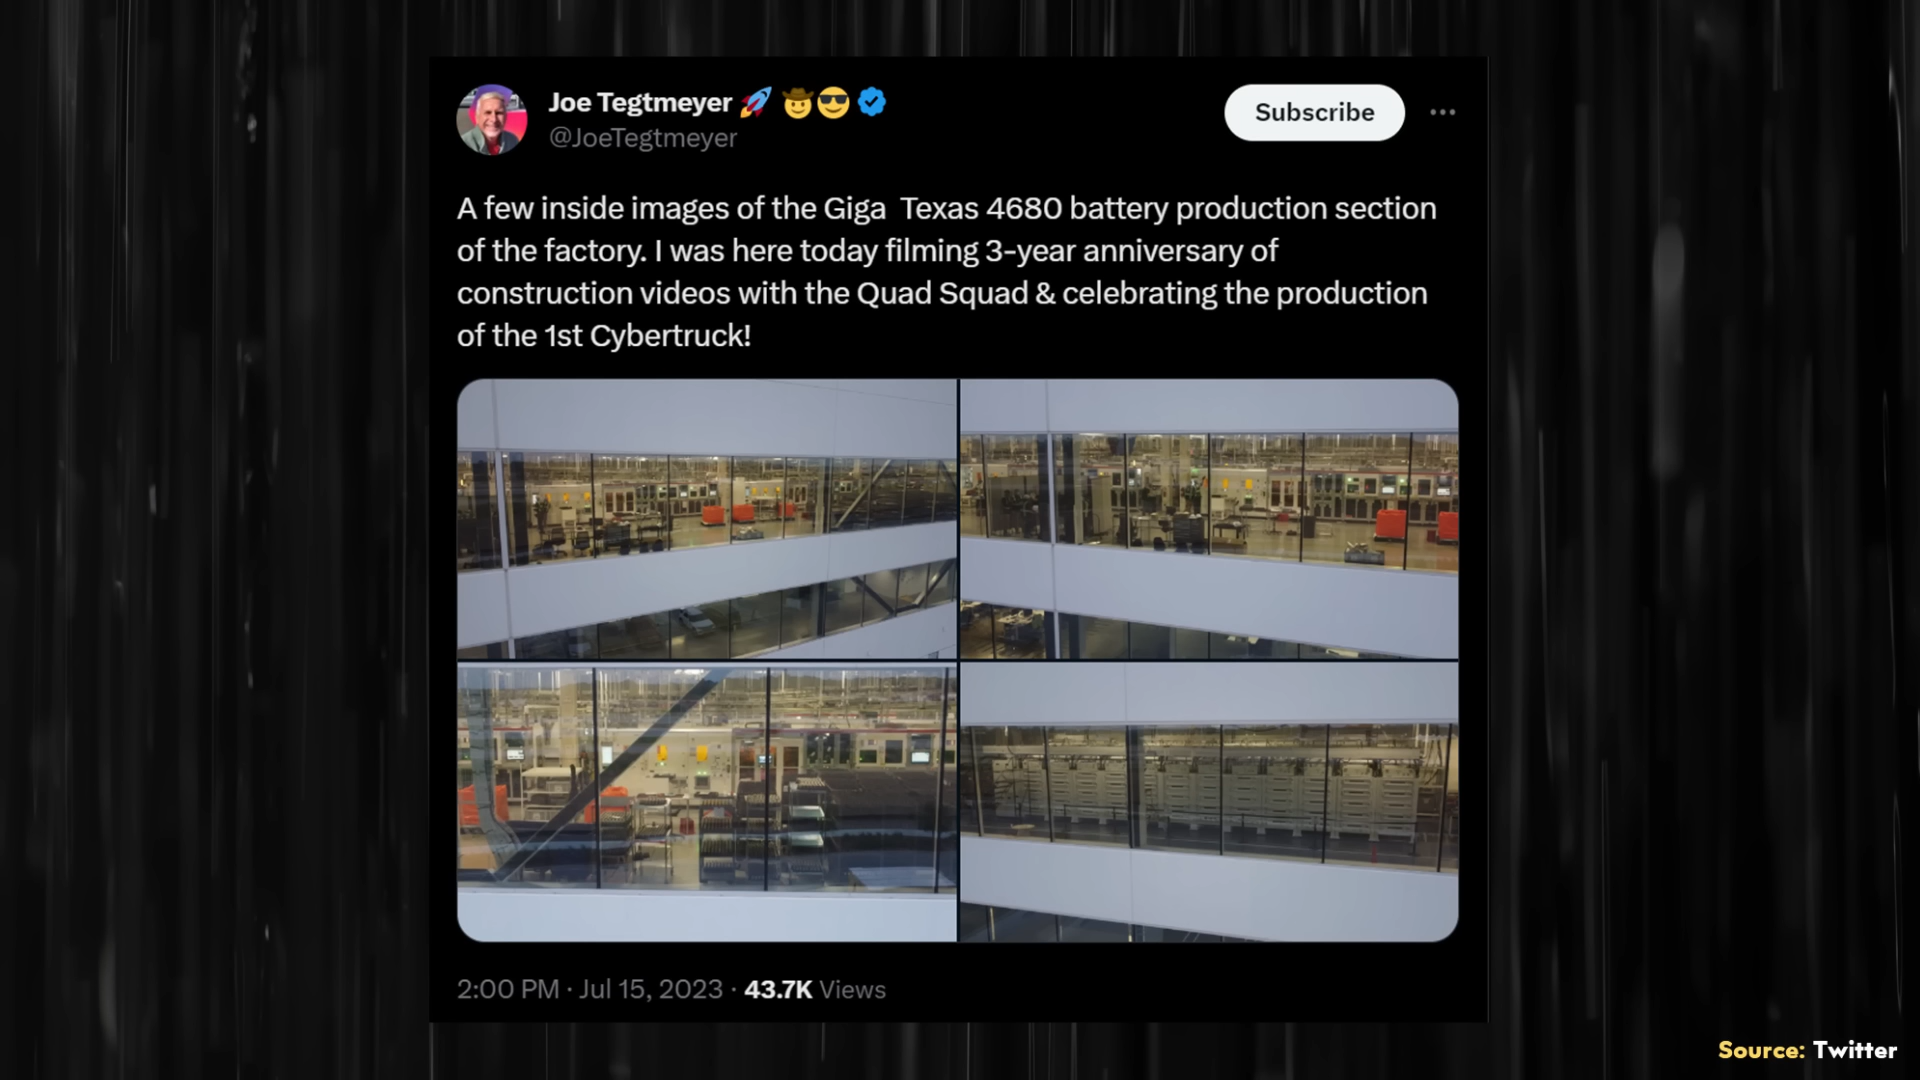 Joe Tegtmeyer 🚀 🤠😎
@JoeTegtmeyer
Subscribe
A few inside images of the Giga  Texas 4680 battery production section
of the factory. I was here today filming 3-year anniversary of
construction videos with the Quad Squad & celebrating the production
of the 1st Cybertruck!
2:00 PM · Jul 15, 2023 · 43.7K Views
Source: Twitter